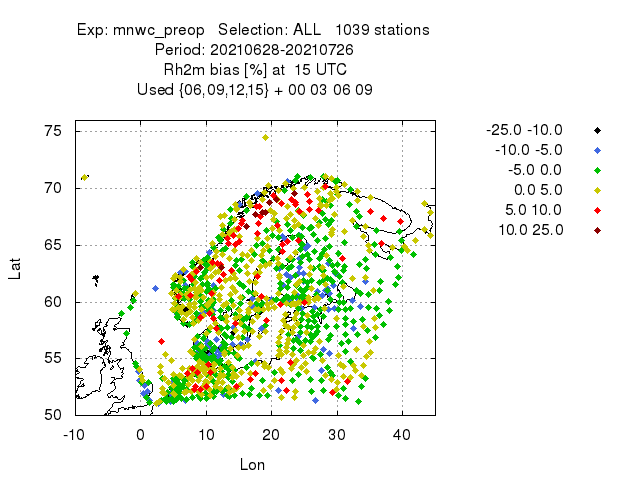 Exp: mnwc_preop   Selection: ALL   1039 stations
Period: 20210628-20210726
Rh2m bias [%] at  15 UTC
Used {06,09,12,15} + 00 03 06 09
-25.0 -10.0
-10.0 -5.0
-5.0 0.0
0.0 5.0
5.0 10.0
10.0 25.0
75
70
65
60
55
50
Lat
-10 0 10 20 30 40
Lon